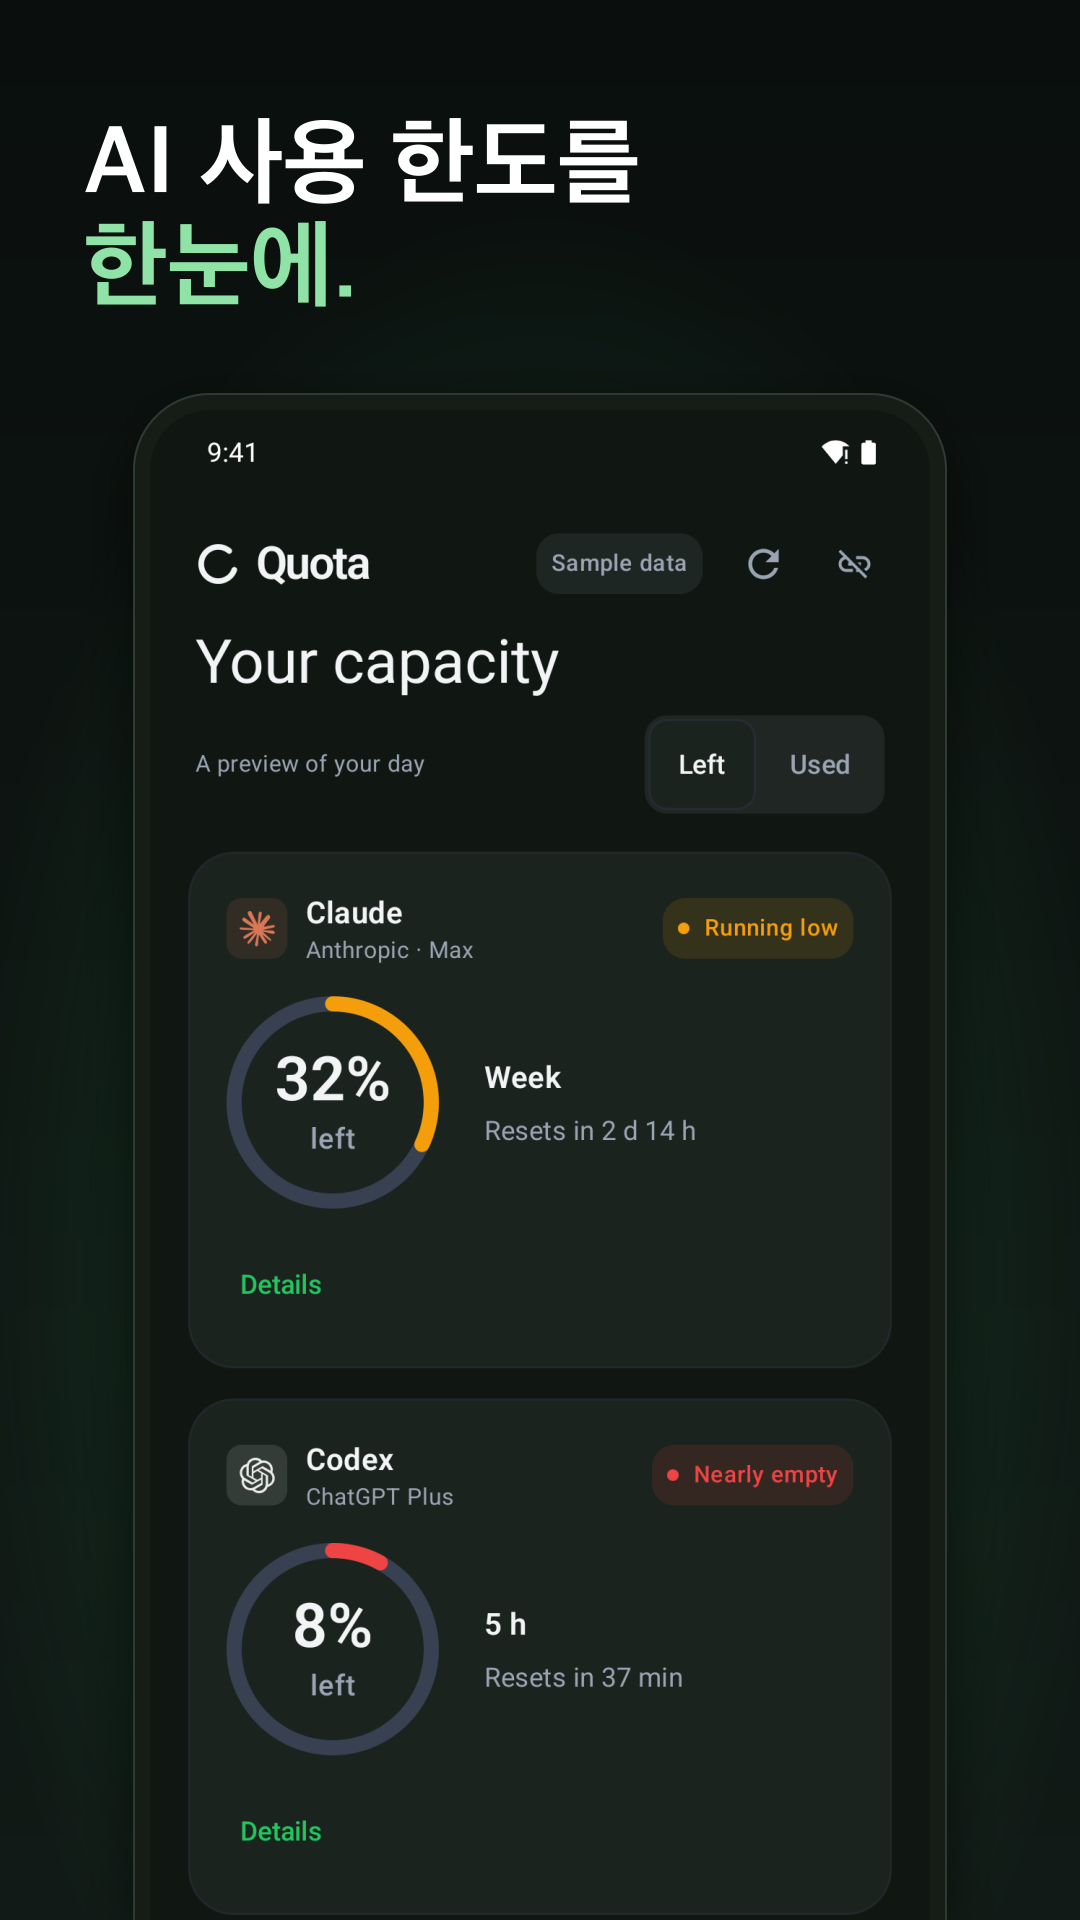 AI 사용 한도를
한눈에.
9:41
Quota
Sample data
Your capacity
A preview of your day
Left
Used
Claude
Anthropic · Max
Running low
32%
left
Week
Resets in 2 d 14 h
Details
Codex
ChatGPT Plus
Nearly empty
8%
left
5 h
Resets in 37 min
Details